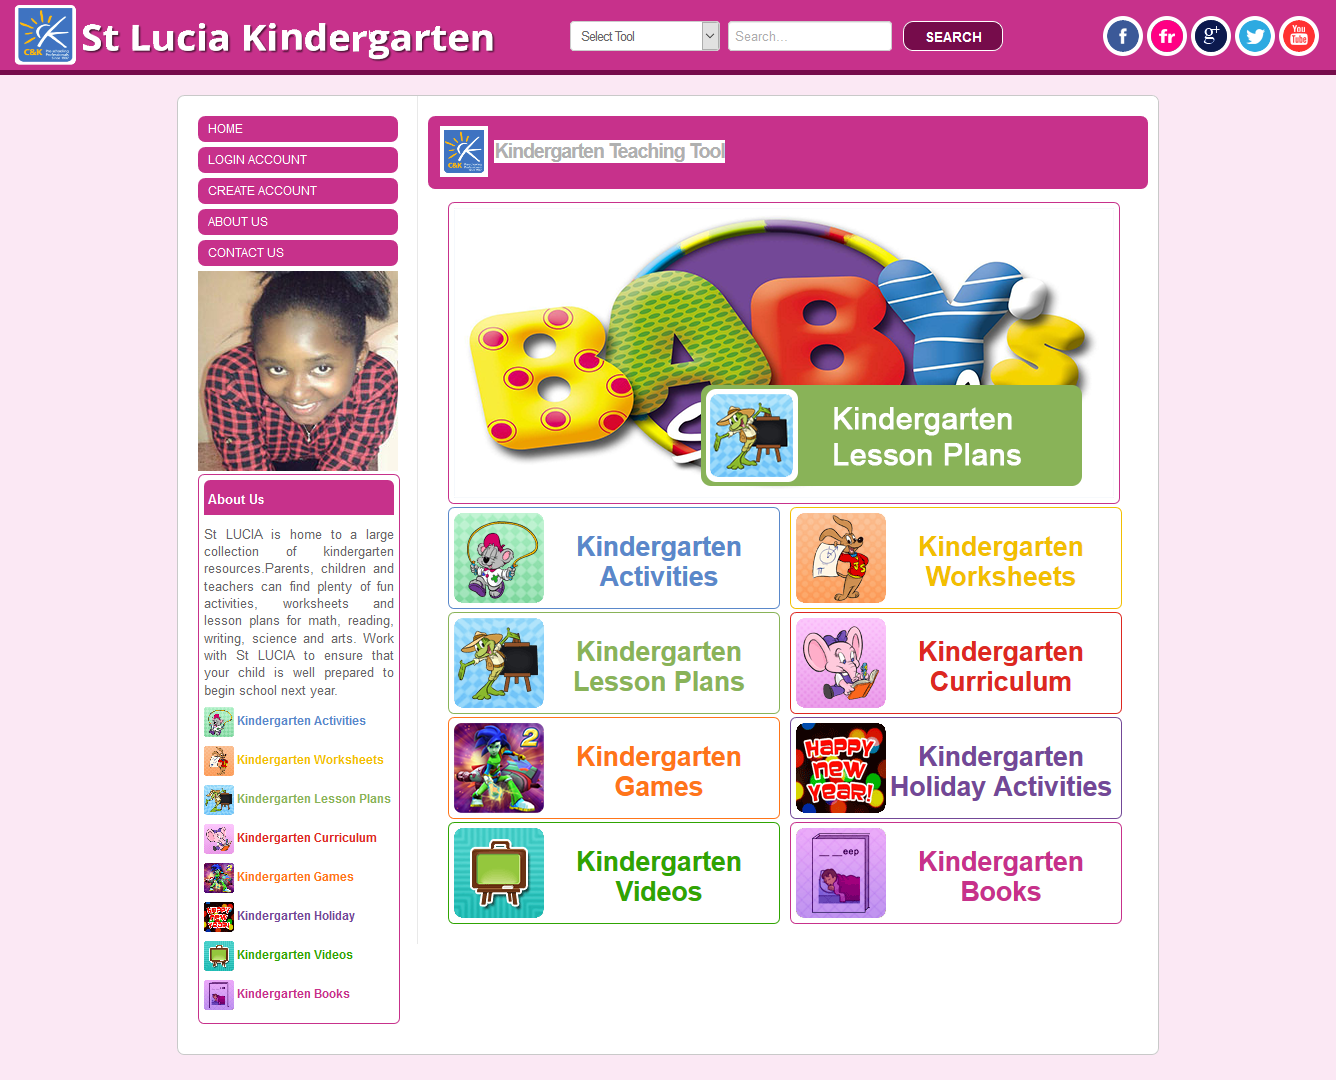 C&K
St Lucia Kindergarten
Select Tool
Search...
SEARCH
f
fr
g+
You
Tube
HOME
LOGIN ACCOUNT
CREATE ACCOUNT
ABOUT US
CONTACT US
About Us
St LUCIA is home to a large
collection of kindergarten
resources.Parents, children and
teachers can find plenty of fun
activities, worksheets and
lesson plans for math, reading,
writing, science and arts. Work
with St LUCIA to ensure that
your child is well prepared to
begin school next year.
Kindergarten Activities
Kindergarten Worksheets
Kindergarten Lesson Plans
Kindergarten Curriculum
Kindergarten Games
Kindergarten Holiday
Kindergarten Videos
Kindergarten Books
C&K
Kindergarten Teaching Tool
BABY's
Kindergarten
Lesson Plans
Kindergarten
Activities
Kindergarten
Worksheets
Kindergarten
Lesson Plans
Kindergarten
Curriculum
2
Kindergarten
Games
HAPPY
NEW
YEAR!
Kindergarten
Holiday Activities
Kindergarten
Videos
__ __eep
Kindergarten
Books